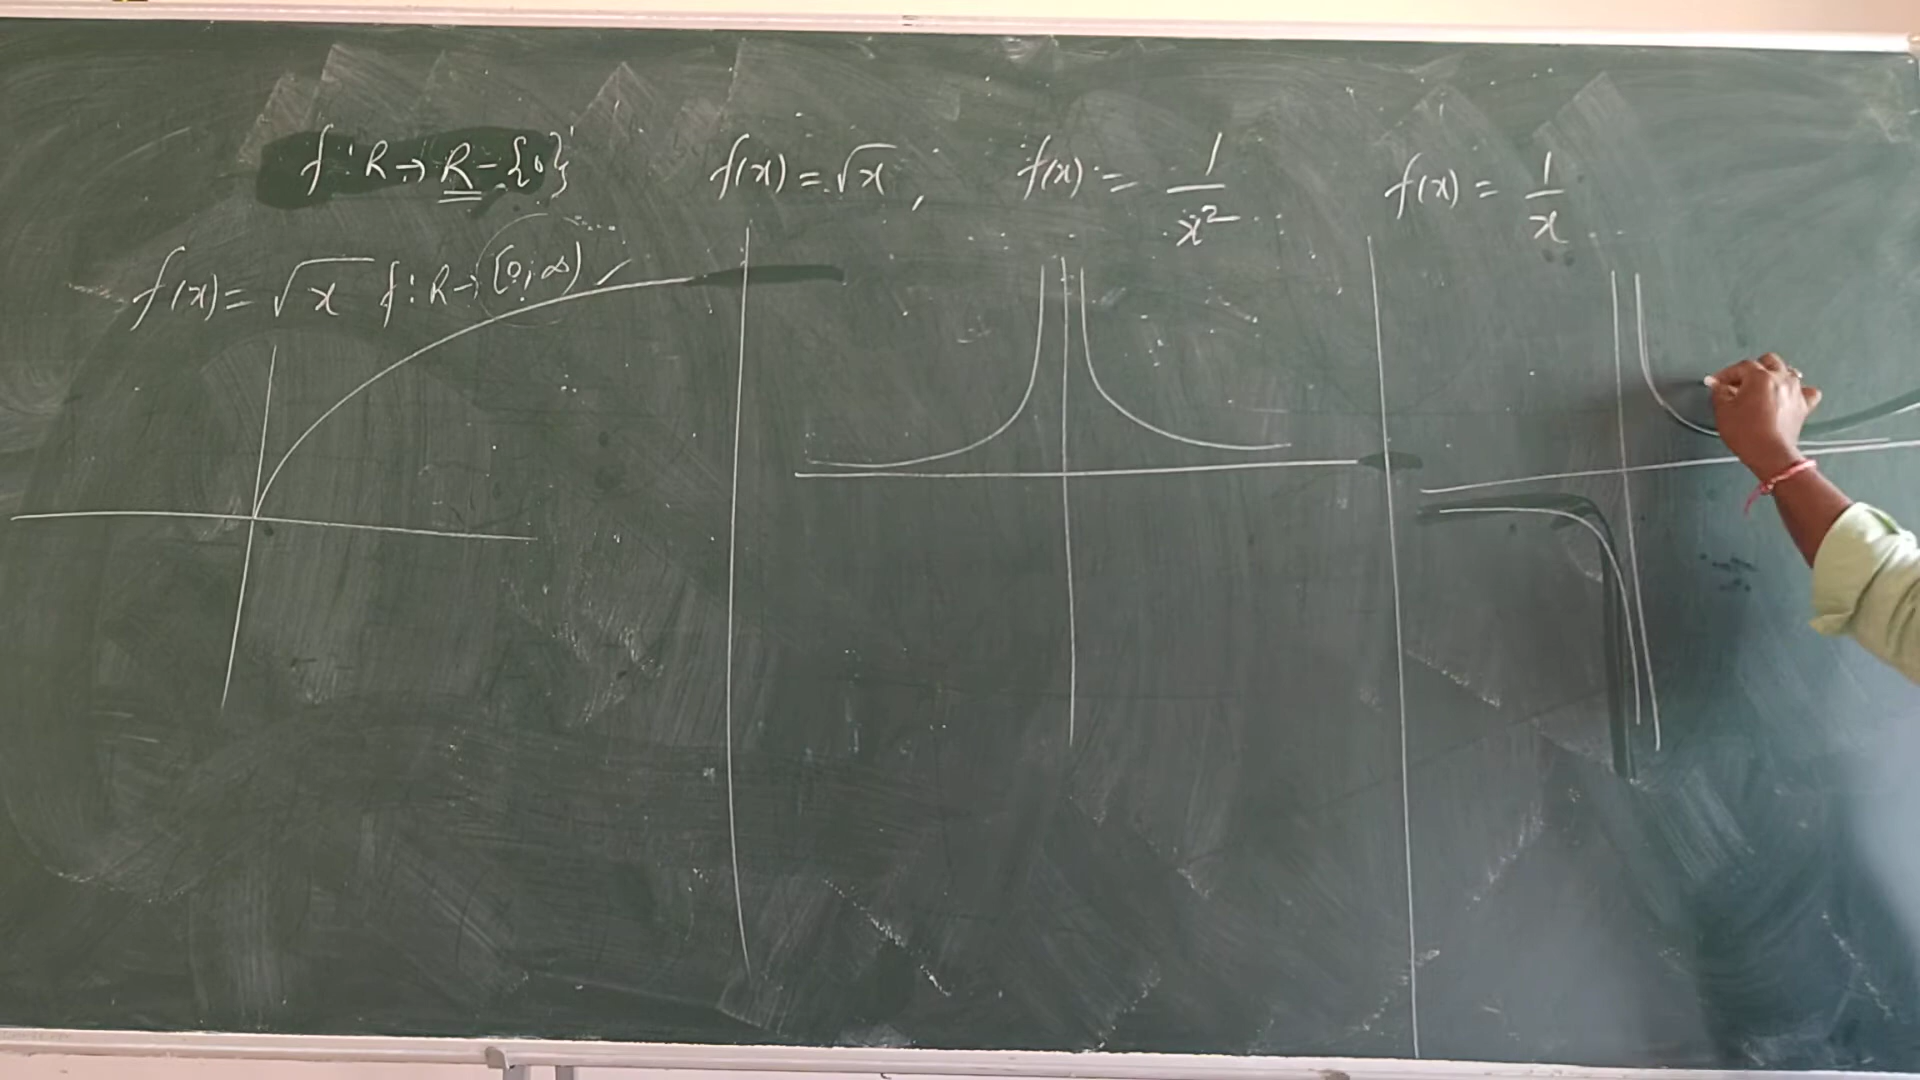 f : R → R - {0}
f(x) = √x ,
f(x) = 1/x²
f(x) = 1/x
f(x) = √x f : R → [0, ∞)